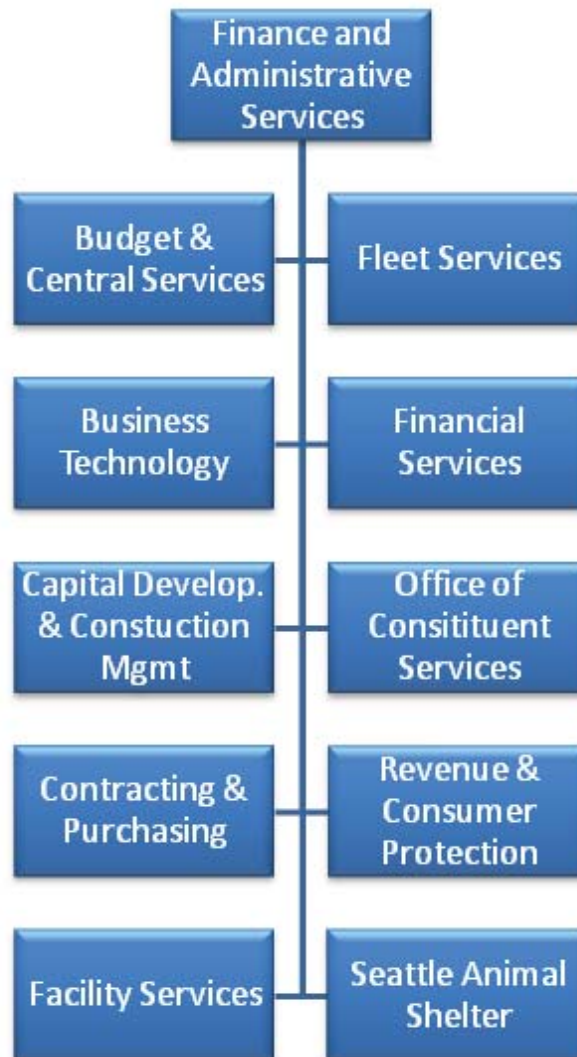 Finance and
Administrative
Services
Budget &
Central Services
Fleet Services
Business
Technology
Financial
Services
Capital Develop.
& Constuction
Mgmt
Office of
Consitituent
Services
Contracting &
Purchasing
Revenue &
Consumer
Protection
Facility Services
Seattle Animal
Shelter